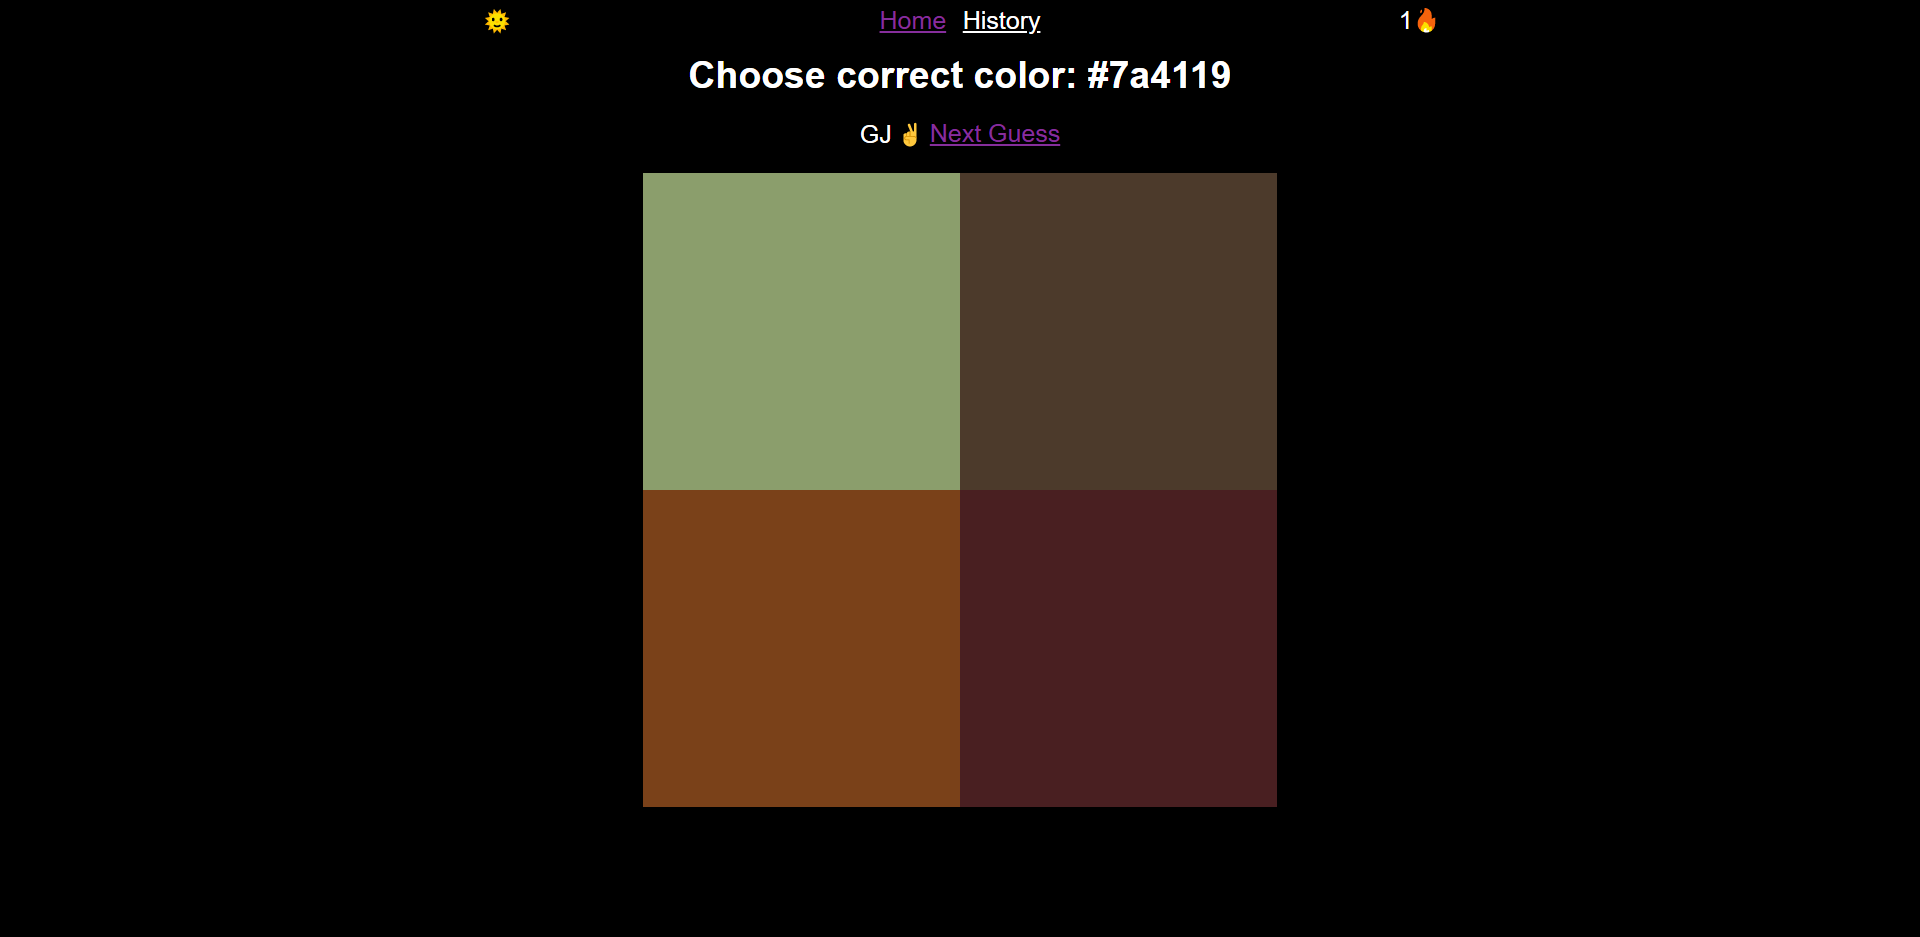 🌞 Home History 1🔥
Choose correct color: #7a4119
GJ ✌️ Next Guess